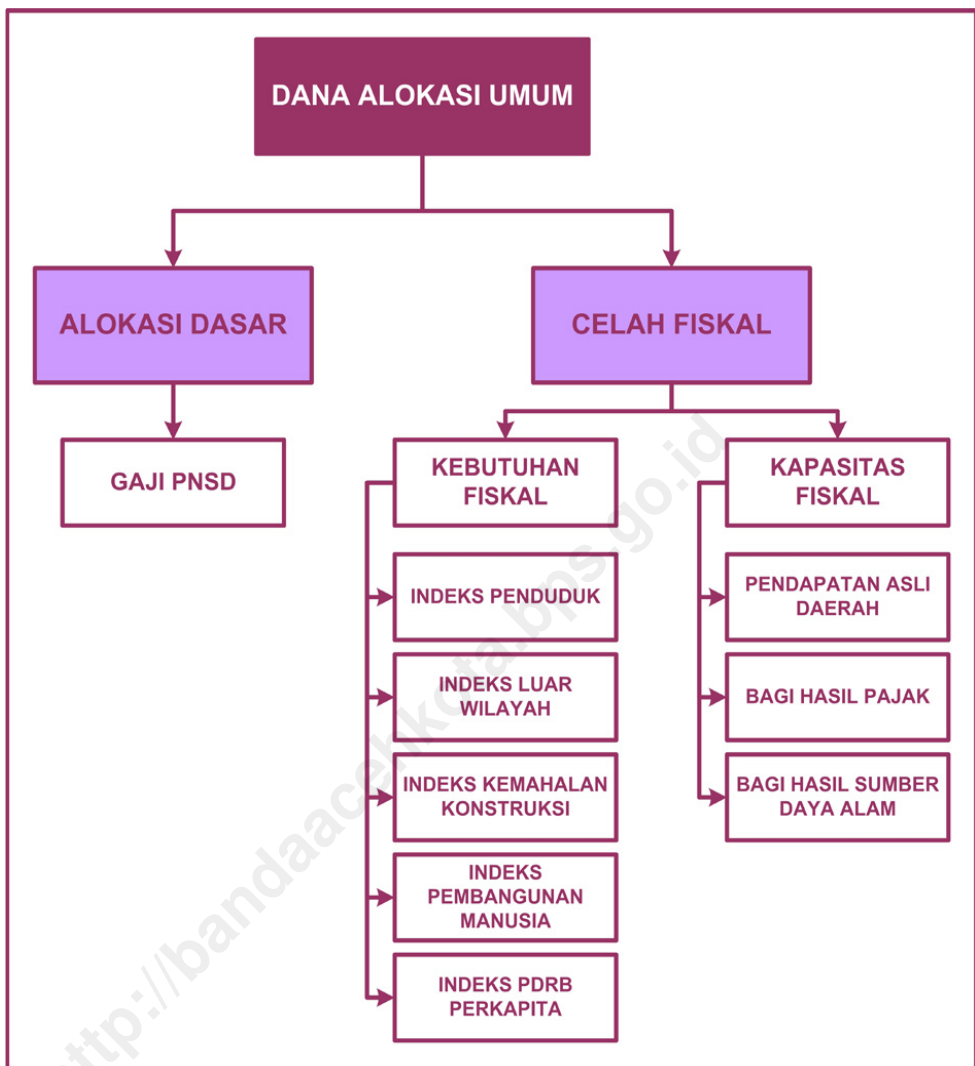 DANA ALOKASI UMUM
ALOKASI DASAR
CELAH FISKAL
GAJI PNSD
KEBUTUHAN
FISKAL
KAPASITAS
FISKAL
INDEKS PENDUDUK
INDEKS LUAR
WILAYAH
INDEKS KEMAHALAN
KONSTRUKSI
INDEKS
PEMBANGUNAN
MANUSIA
INDEKS PDRB
PERKAPITA
PENDAPATAN ASLI
DAERAH
BAGI HASIL PAJAK
BAGI HASIL SUMBER
DAYA ALAM
http://bandaacehkota.bps.go.id